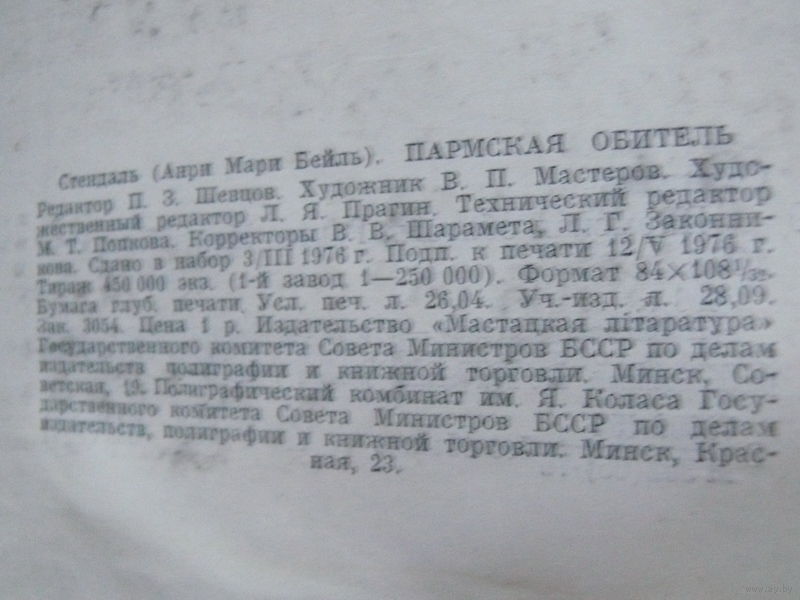 Стендаль (Анри Мари Бейль). ПАРМСКАЯ ОБИТЕЛЬ
Редактор П. З. Шевцов. Художник В. П. Мастеров. Худо-
жественный редактор Л. Я. Прагин. Технический редактор
М. Т. Попкова. Корректоры В. В. Шарамета, Л. Г. Законни-
кова. Сдано в набор 3/III 1976 г. Подп. к печати 12/V 1976 г.
Тираж 450 000 экз. (1-й завод 1—250 000). Формат 84×108 1/32.
Бумага глуб. печати. Усл. печ. л. 26,04. Уч.-изд. л. 28,09.
Зак. 3054. Цена 1 р. Издательство «Мастацкая літаратура»
Государственного комитета Совета Министров БССР по делам
издательств, полиграфии и книжной торговли. Минск, Со-
ветская, 19. Полиграфический комбинат им. Я. Коласа Госу-
дарственного комитета Совета Министров БССР по делам
издательств, полиграфии и книжной торговли. Минск, Крас-
ная, 23.
www.ay.by